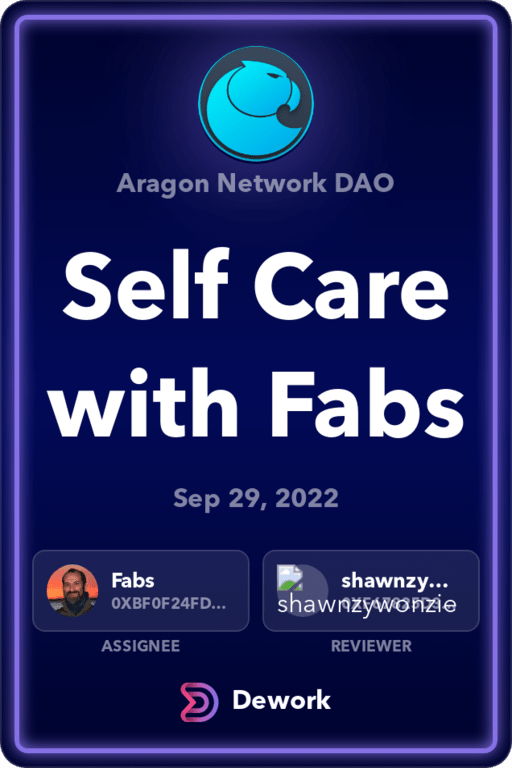 Aragon Network DAO
Self Care
with Fabs
Sep 29, 2022
Fabs
0XBF0F24FD...
ASSIGNEE
shawnzy...
shawnzywonzie
REVIEWER
Dework